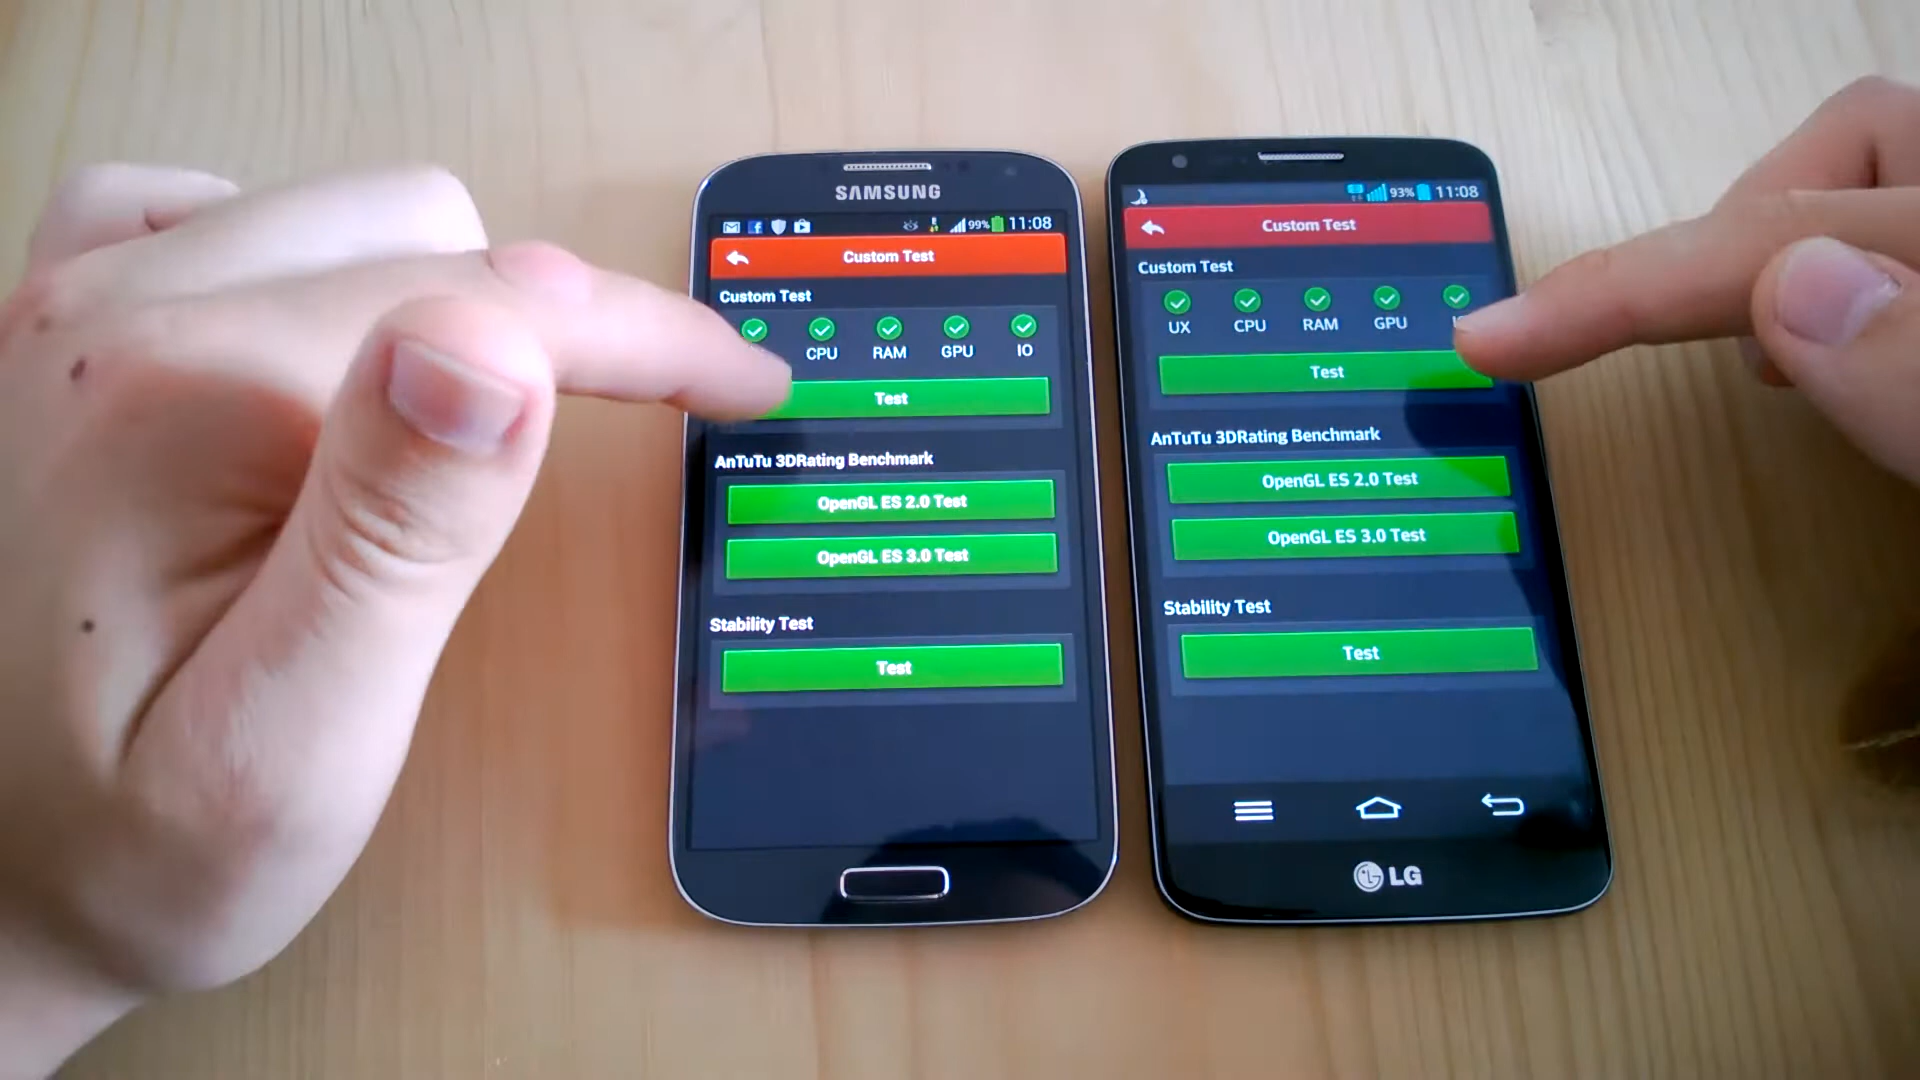 SAMSUNG
99% 11:08
Custom Test
Custom Test
CPU RAM GPU IO
Test
AnTuTu 3DRating Benchmark
OpenGL ES 2.0 Test
OpenGL ES 3.0 Test
Stability Test
Test
93% 11:08
Custom Test
Custom Test
UX CPU RAM GPU
Test
AnTuTu 3DRating Benchmark
OpenGL ES 2.0 Test
OpenGL ES 3.0 Test
Stability Test
Test
LG